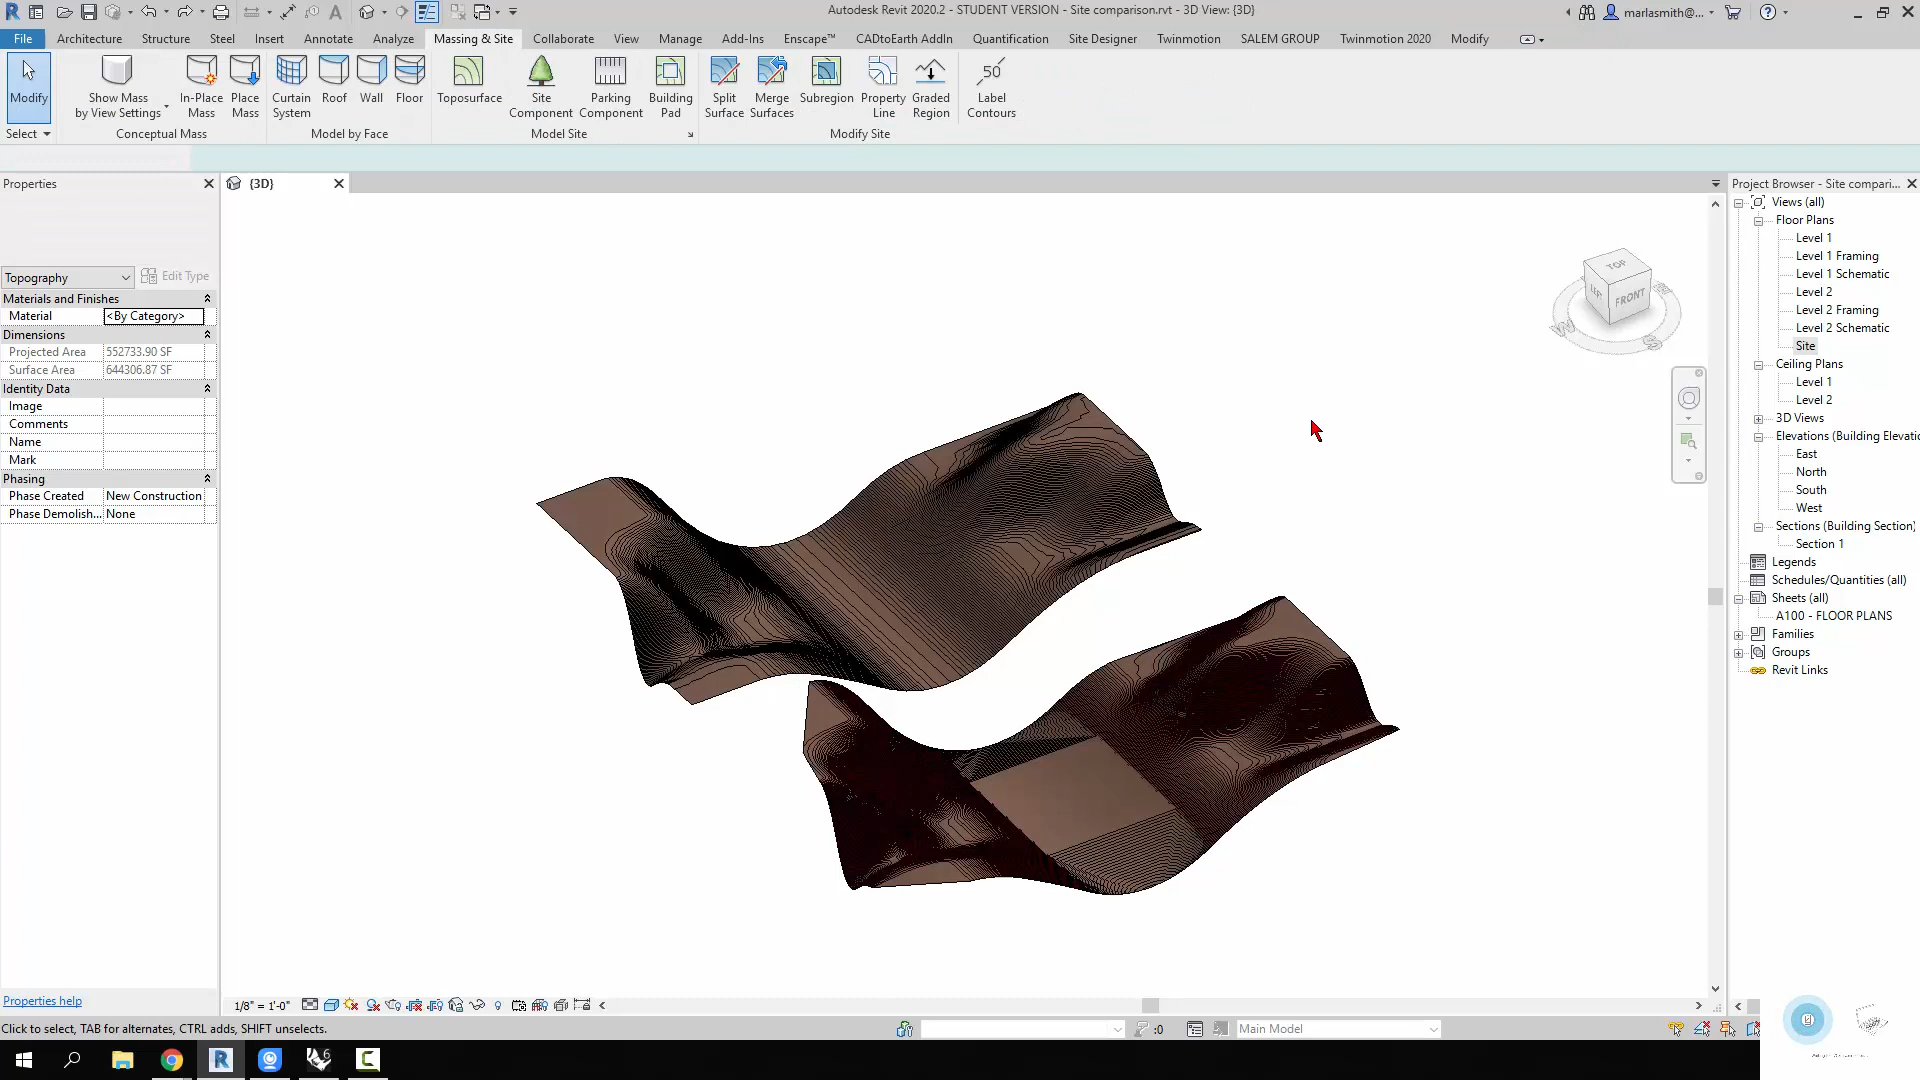 Autodesk Revit 2020.2 - STUDENT VERSION - Site comparison.rvt - 3D View: {3D}
marlasmith@...
File Architecture Structure Steel Insert Annotate Analyze Massing & Site Collaborate View Manage Add-Ins Enscape™ CADtoEarth AddIn Quantification Site Designer Twinmotion SALEM GROUP Twinmotion 2020 Modify
Modify
Show Mass
by View Settings
In-Place
Mass
Place
Mass
Curtain
System
Roof
Wall
Floor
Toposurface
Site
Component
Parking
Component
Building
Pad
Split
Surface
Merge
Surfaces
Subregion
Property
Line
Graded
Region
50
Label
Contours
Select
Conceptual Mass
Model by Face
Model Site
Modify Site
Properties
{3D}
Project Browser - Site compari...
Topography
Edit Type
Materials and Finishes
Material <By Category>
Dimensions
Projected Area 552733.90 SF
Surface Area 644306.87 SF
Identity Data
Image
Comments
Name
Mark
Phasing
Phase Created New Construction
Phase Demolish... None
Properties help
TOP
LEFT
FRONT
W
S
Views (all)
Floor Plans
Level 1
Level 1 Framing
Level 1 Schematic
Level 2
Level 2 Framing
Level 2 Schematic
Site
Ceiling Plans
Level 1
Level 2
3D Views
Elevations (Building Elevatio
East
North
South
West
Sections (Building Section)
Section 1
Legends
Schedules/Quantities (all)
Sheets (all)
A100 - FLOOR PLANS
Families
Groups
Revit Links
1/8" = 1'-0"
Click to select, TAB for alternates, CTRL adds, SHIFT unselects.
:0
Main Model